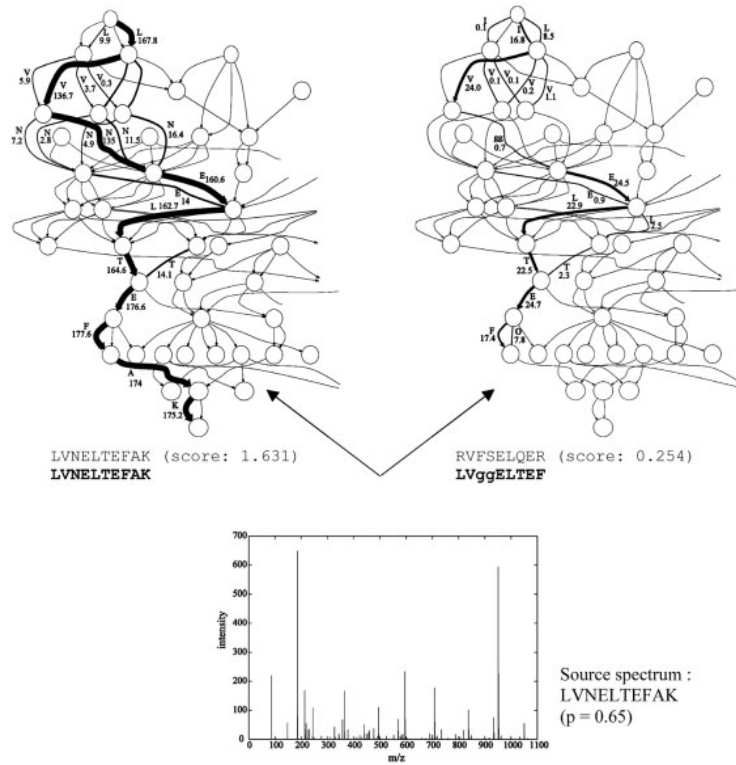 L 9.9
L 167.8
V 5.9
V 136.7
V 3.7
V 0.3
N 7.2
N 2.8
N 4.9
N 135
N 11.5
N 16.4
E 160.6
E 14
L 162.7
T 164.6
T 14.1
E 176.6
F 177.6
A 174
K 175.2
LVNELTEFAK (score: 1.631)
LVNELTEFAK
I 0.1
I 16.8
L 8.5
V 24.0
V 0.1
V 0.1
V 0.2
V 1.1
gg 0.7
E 24.5
E 0.9
L 22.9
L 2.5
T 22.5
T 2.3
E 24.7
F 17.4
Q 7.8
RVFSELQER (score: 0.254)
LVggELTEF
700
600
500
400
300
200
100
0
intensity
0 100 200 300 400 500 600 700 800 900 1000 1100
m/z
Source spectrum :
LVNELTEFAK
(p = 0.65)